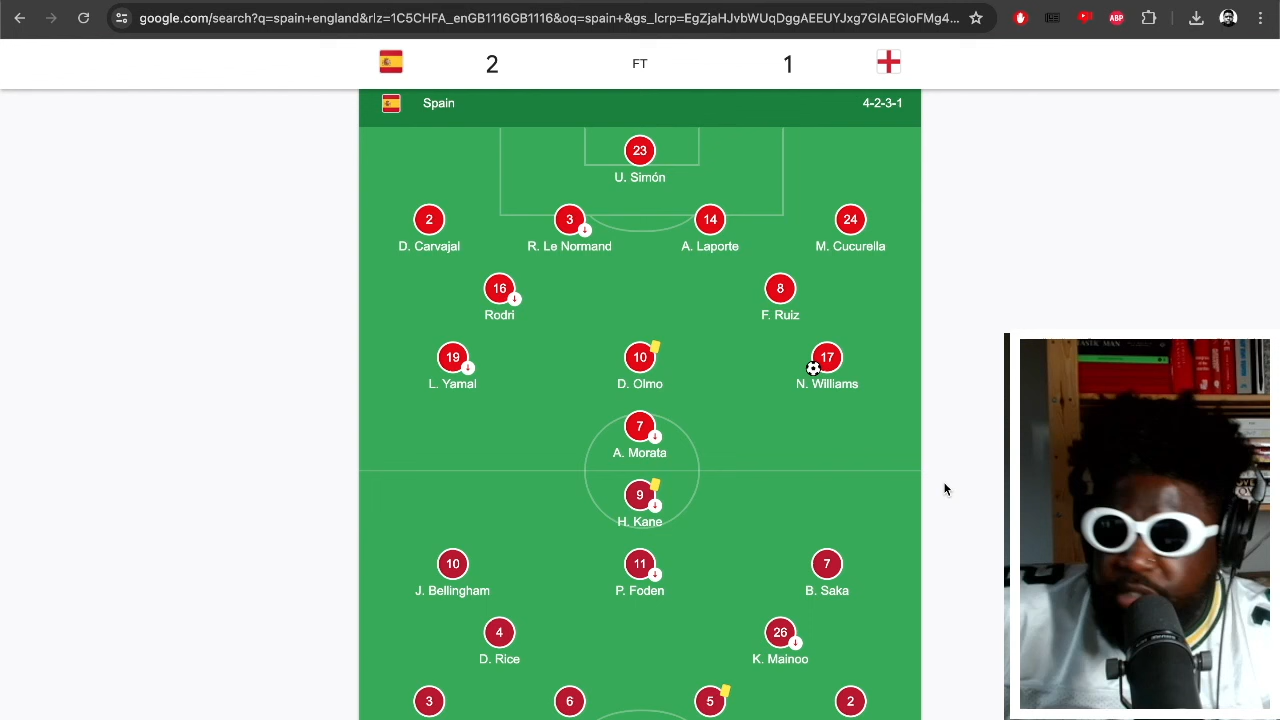 google.com/search?q=spain+england&rlz=1C5CHFA_enGB1116GB1116&oq=spain+&gs_lcrp=EgZjaHJvbWUqDggAEEUYJxg7GIAEGIoFMg4...
ABP
2 FT 1
Spain 4-2-3-1
23
U. Simón
2 3 14 24
D. Carvajal R. Le Normand A. Laporte M. Cucurella
16 8
Rodri F. Ruiz
19 10 17
L. Yamal D. Olmo N. Williams
7
A. Morata
9
H. Kane
10 11 7
J. Bellingham P. Foden B. Saka
4 26
D. Rice K. Mainoo
3 6 5 2